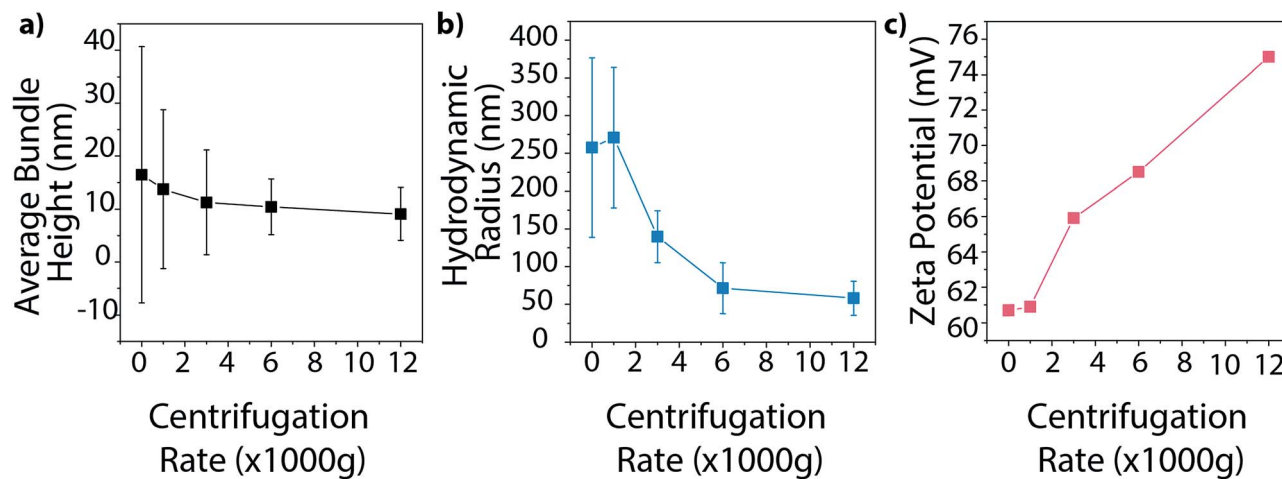 a)
Average Bundle
Height (nm)
40
30
20
10
0
-10
0 2 4 6 8 10 12
Centrifugation
Rate (x1000g)
b)
Hydrodynamic
Radius (nm)
400
350
300
250
200
150
100
50
0
0 2 4 6 8 10 12
Centrifugation
Rate (x1000g)
c)
Zeta Potential (mV)
76
74
72
70
68
66
64
62
60
0 2 4 6 8 10 12
Centrifugation
Rate (x1000g)